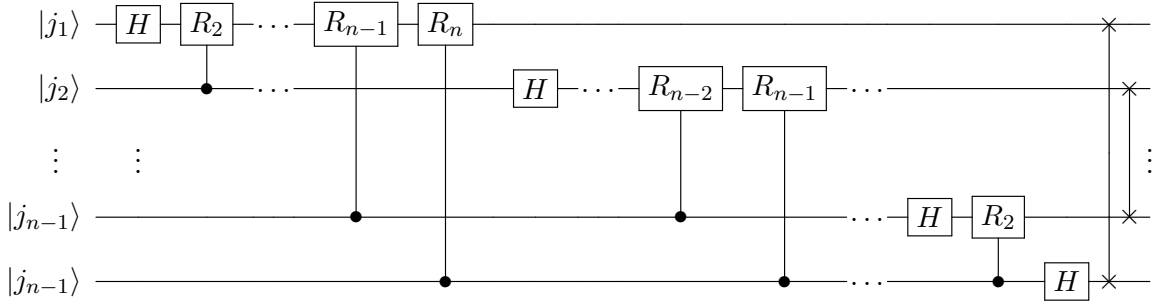 |j₁⟩ H R₂ ⋯ Rₙ₋₁ Rₙ
|j₂⟩ ⋯ H ⋯ Rₙ₋₂ Rₙ₋₁ ⋯
⋮ ⋮ ⋮
|jₙ₋₁⟩ ⋯ H R₂
|jₙ₋₁⟩ ⋯ H